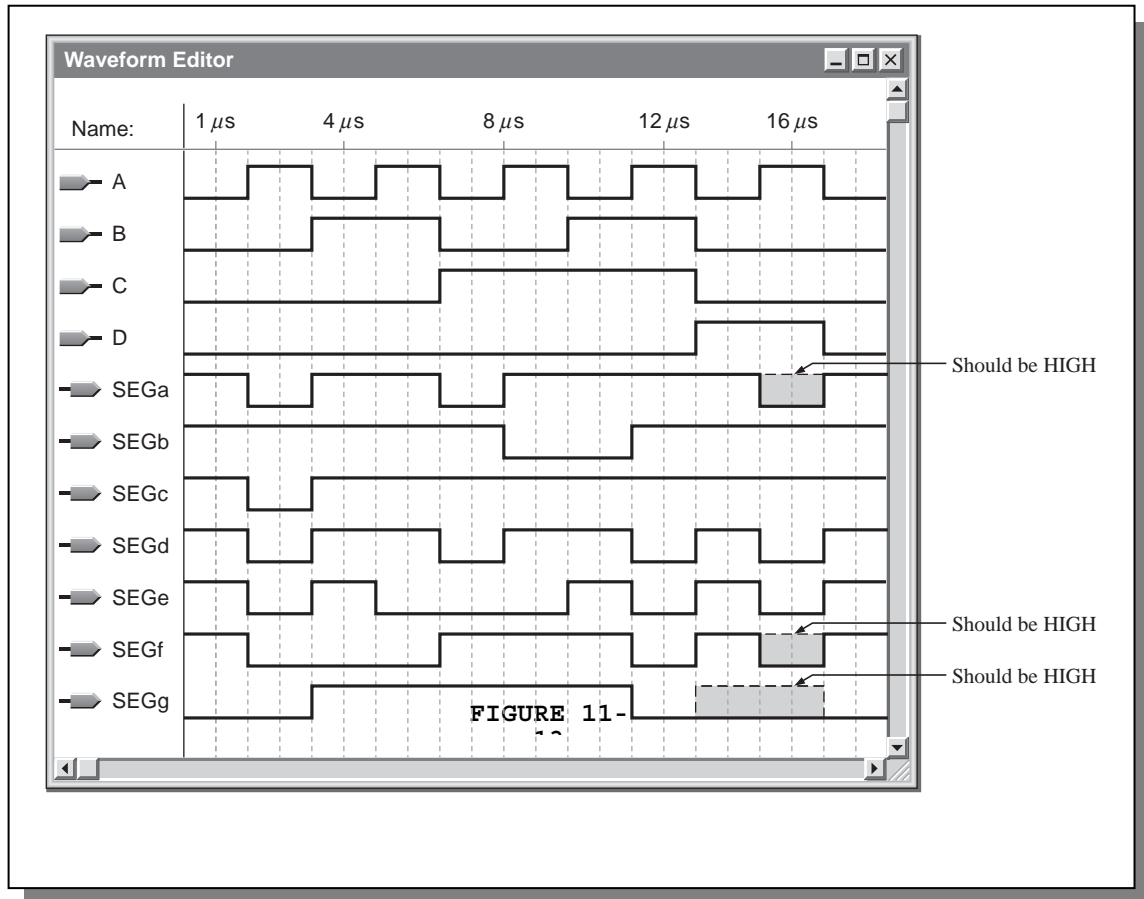 Waveform Editor
Name:
1 μs 4 μs 8 μs 12 μs 16 μs
A
B
C
D
Should be HIGH
SEGa
SEGb
SEGc
SEGd
SEGe
Should be HIGH
SEGf
Should be HIGH
SEGg
FIGURE 11-